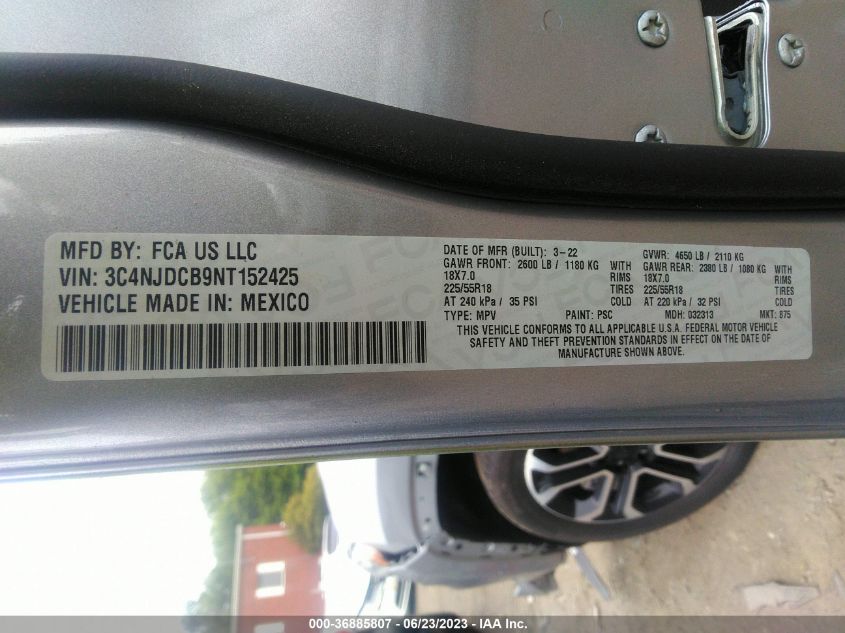 MFD BY: FCA US LLC
VIN: 3C4NJDCB9NT152425
VEHICLE MADE IN: MEXICO
DATE OF MFR (BUILT): 3-22
GAWR FRONT: 2600 LB / 1180 KG WITH
18X7.0 RIMS
225/55R18 TIRES
AT 240 kPa / 35 PSI COLD
GVWR: 4650 LB / 2110 KG
GAWR REAR: 2380 LB / 1080 KG WITH
18X7.0 RIMS
225/55R18 TIRES
AT 220 kPa / 32 PSI COLD
TYPE: MPV PAINT: PSC MDH: 032313 MKT: 875
THIS VEHICLE CONFORMS TO ALL APPLICABLE U.S.A. FEDERAL MOTOR VEHICLE
SAFETY AND THEFT PREVENTION STANDARDS IN EFFECT ON THE DATE OF
MANUFACTURE SHOWN ABOVE.
000-36885807 - 06/23/2023 - IAA Inc.